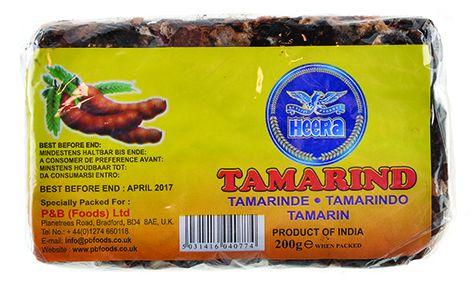 BEST BEFORE END:
MINDESTENS HALTBAR BIS ENDE:
A CONSOMER DE PREFERENCE AVANT:
MINSTENS HOUDBAAR TOT:
DA CONSUMARSI ENTRO:
BEST BEFORE END : APRIL 2017
Specially Packed For :
P&B (Foods) Ltd
Planetrees Road, Bradford, BD4 8AE, U.K.
Tel No.: +44(0)1274 660118
E-mail : info@pbfoods.co.uk
Website : www.pbfoods.co.uk
5031416040774
HEERA
TAMARIND
TAMARINDE • TAMARINDO
TAMARIN
PRODUCT OF INDIA
200g e WHEN PACKED